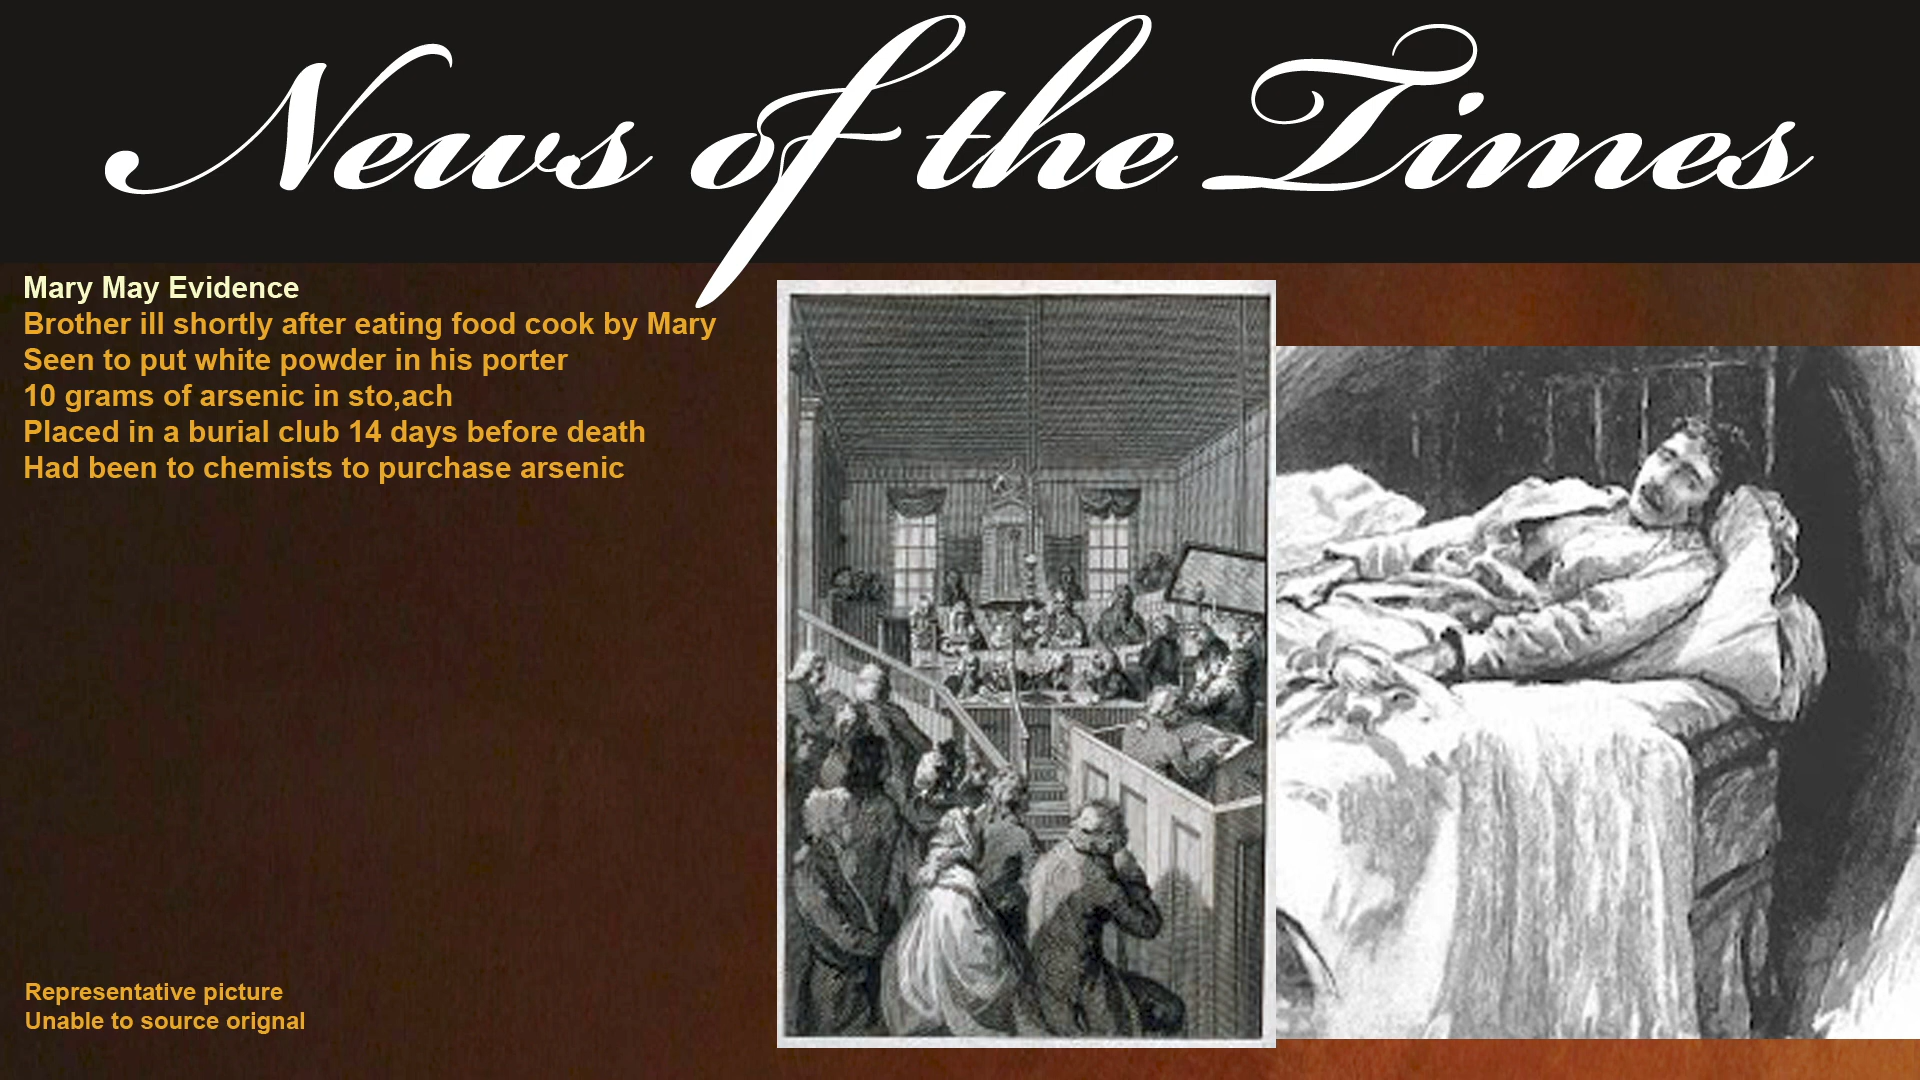 News of the Times
Mary May Evidence
Brother ill shortly after eating food cook by Mary
Seen to put white powder in his porter
10 grams of arsenic in sto,ach
Placed in a burial club 14 days before death
Had been to chemists to purchase arsenic
Representative picture
Unable to source orignal